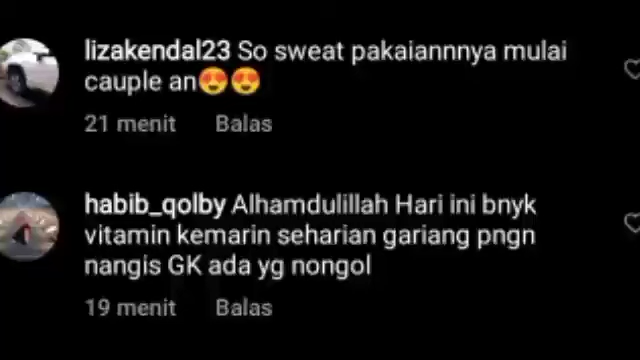 lizakendal23 So sweat pakaiannnya mulai
cauple an😍😍
21 menit Balas
habib_qolby Alhamdulillah Hari ini bnyk
vitamin kemarin seharian gariang pngn
nangis GK ada yg nongol
19 menit Balas